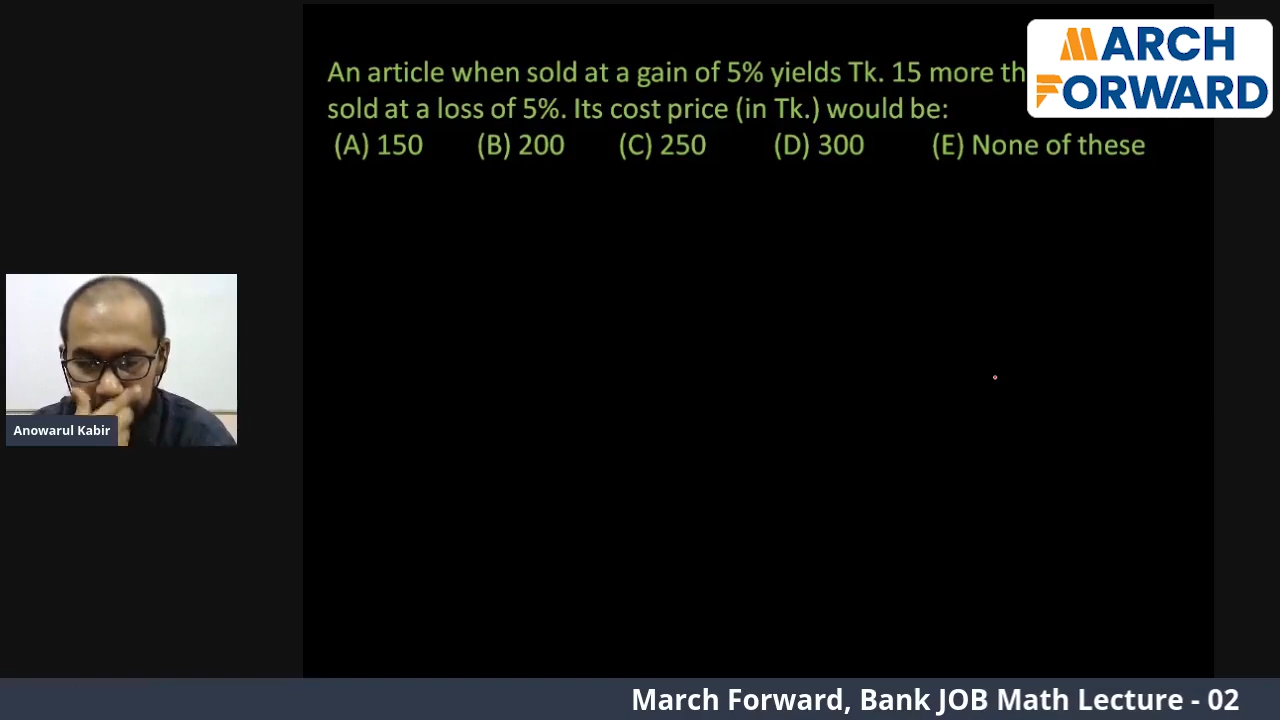 MARCH
FORWARD
An article when sold at a gain of 5% yields Tk. 15 more
sold at a loss of 5%. Its cost price (in Tk.) would be:
(A) 150 (B) 200 (C) 250 (D) 300 (E) None of these
Anowarul Kabir
March Forward, Bank JOB Math Lecture - 02